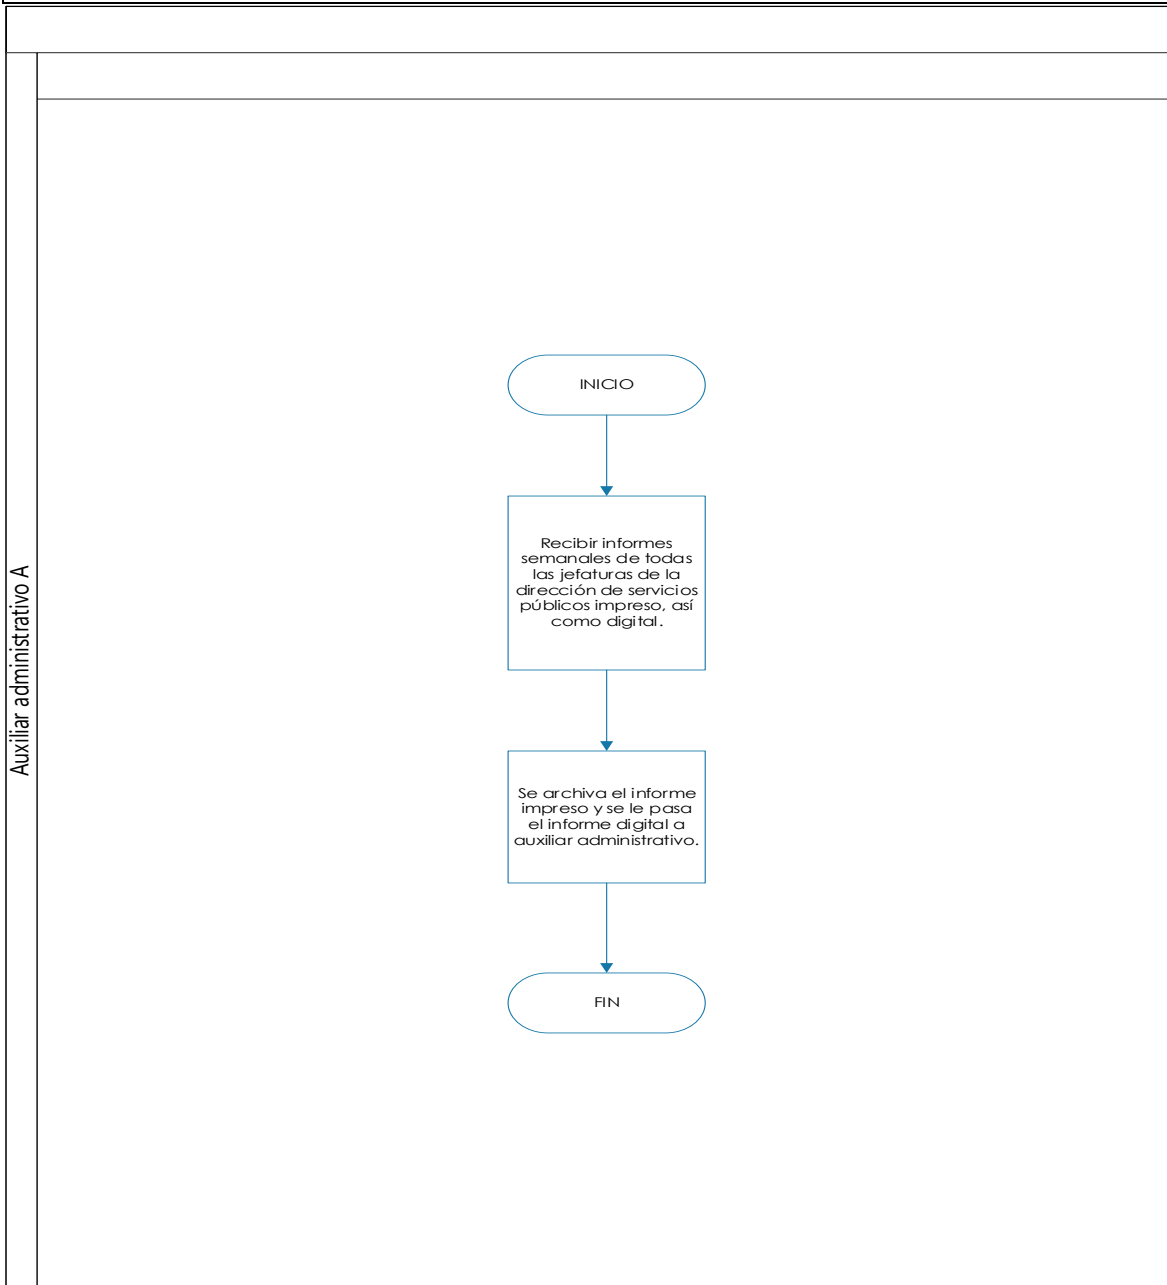 Auxiliar administrativo A
INICIO
Recibir informes
semanales de todas
las jefaturas de la
dirección de servicios
públicos impreso, así
como digital.
Se archiva el informe
impreso y se le pasa
el informe digital a
auxiliar administrativo.
FIN